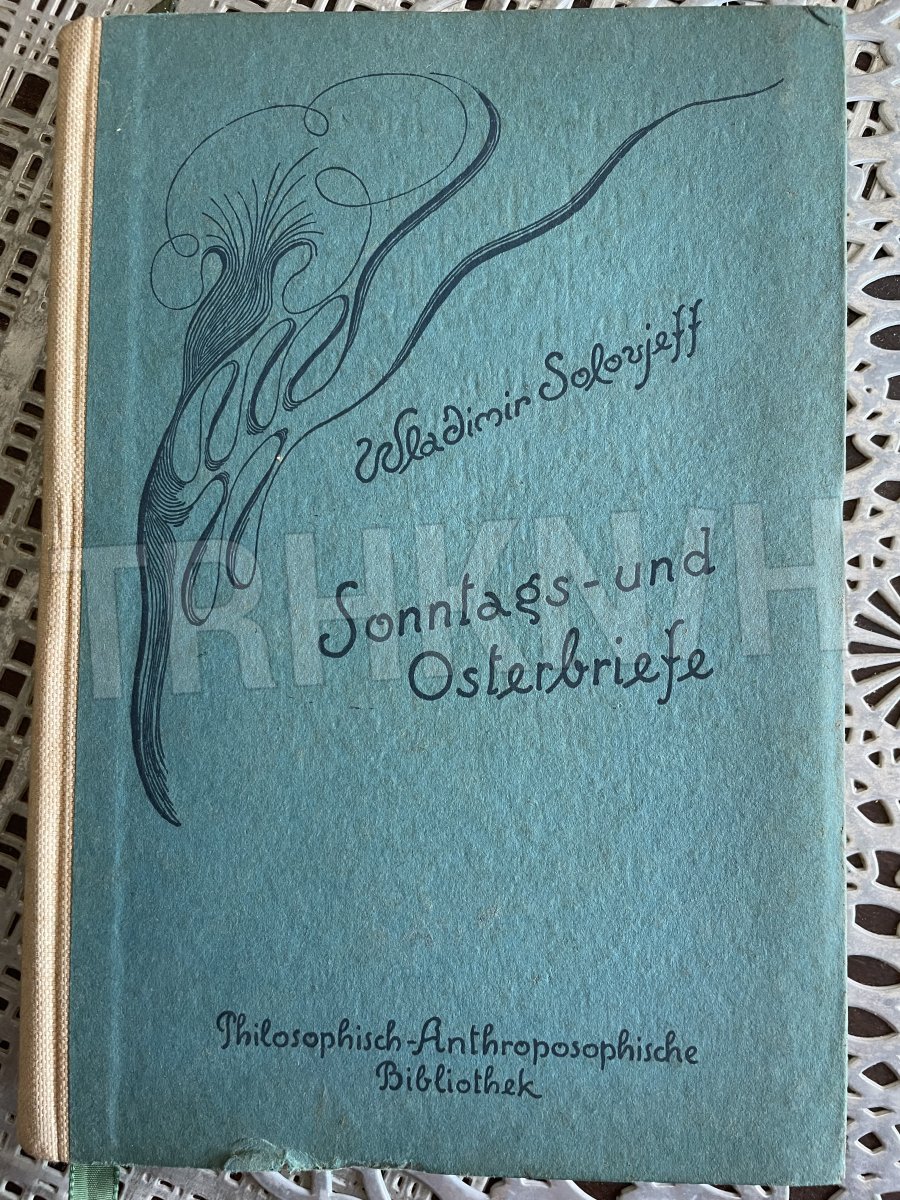 Wladimir Solovjeff
Sonntags-und
Osterbriefe
Philosophisch-Anthroposophische
Bibliothek